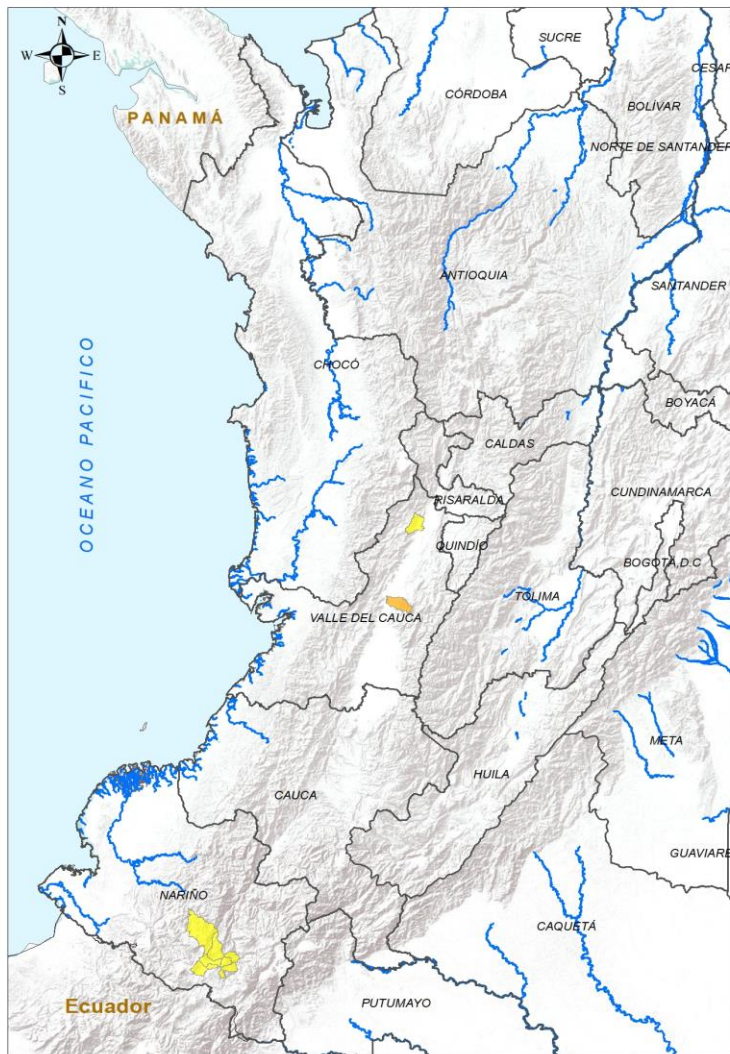 N
W E
S
PANAMÁ
SUCRE
CESAR
CÓRDOBA
BOLÍVAR
NORTE DE SANTANDER
ANTIOQUIA
SANTANDER
OCEANO PACIFICO
CHOCÓ
BOYACÁ
CALDAS
CUNDINAMARCA
RISARALDA
QUINDÍO
BOGOTÁ,D.C
TOLIMA
VALLE DEL CAUCA
META
HUILA
CAUCA
GUAVIARE
NARIÑO
CAQUETÁ
Ecuador
PUTUMAYO